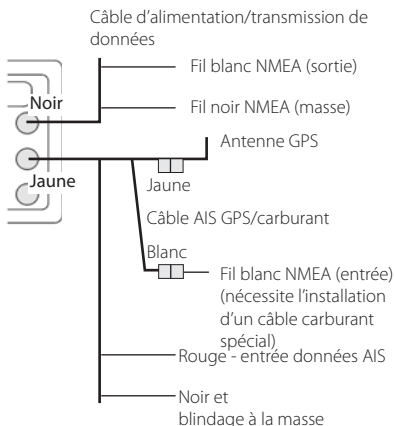 Câble d'alimentation/transmission de
données
Fil blanc NMEA (sortie)
Noir
Fil noir NMEA (masse)
Antenne GPS
Jaune
Jaune
Câble AIS GPS/carburant
Blanc
Fil blanc NMEA (entrée)
(nécessite l'installation
d'un câble carburant
spécial)
Rouge - entrée données AIS
Noir et
blindage à la masse